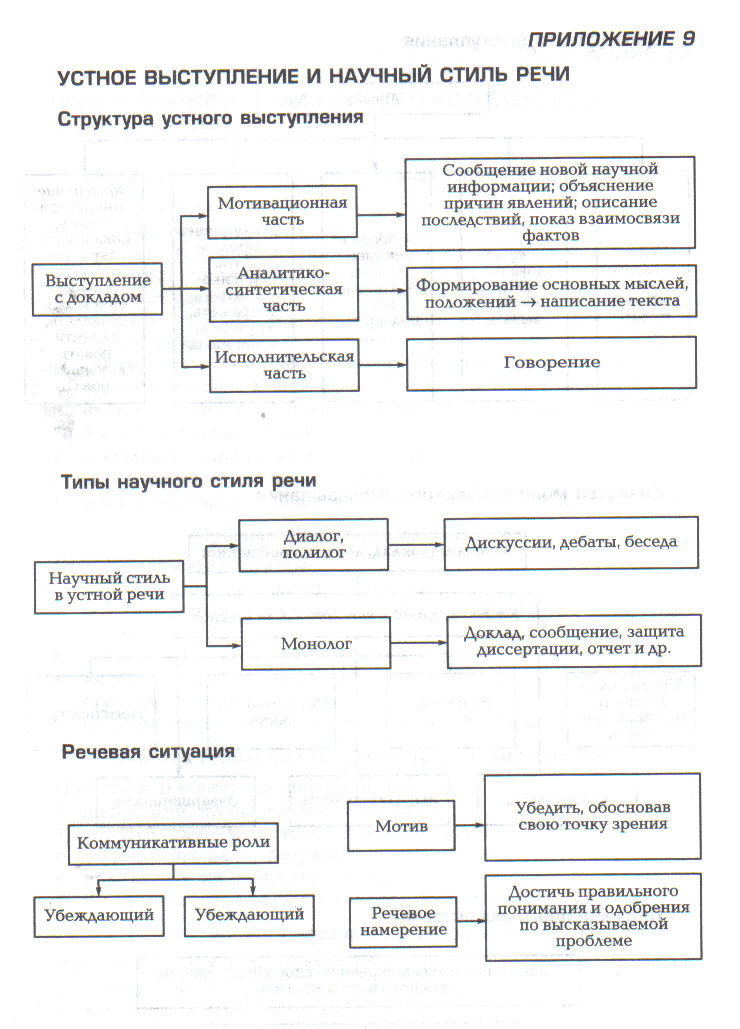 ПРИЛОЖЕНИЕ 9
УСТНОЕ ВЫСТУПЛЕНИЕ И НАУЧНЫЙ СТИЛЬ РЕЧИ
Структура устного выступления
Выступление
с докладом
Мотивационная
часть
Сообщение новой научной
информации; объяснение
причин явлений; описание
последствий, показ взаимосвязи
фактов
Аналитико-
синтетическая
часть
Формирование основных мыслей,
положений → написание текста
Исполнительская
часть
Говорение
Типы научного стиля речи
Научный стиль
в устной речи
Диалог,
полилог
Дискуссии, дебаты, беседа
Монолог
Доклад, сообщение, защита
диссертации, отчет и др.
Речевая ситуация
Коммуникативные роли
Убеждающий
Убеждающий
Мотив
Убедить, обосновав
свою точку зрения
Речевое
намерение
Достичь правильного
понимания и одобрения
по высказываемой
проблеме